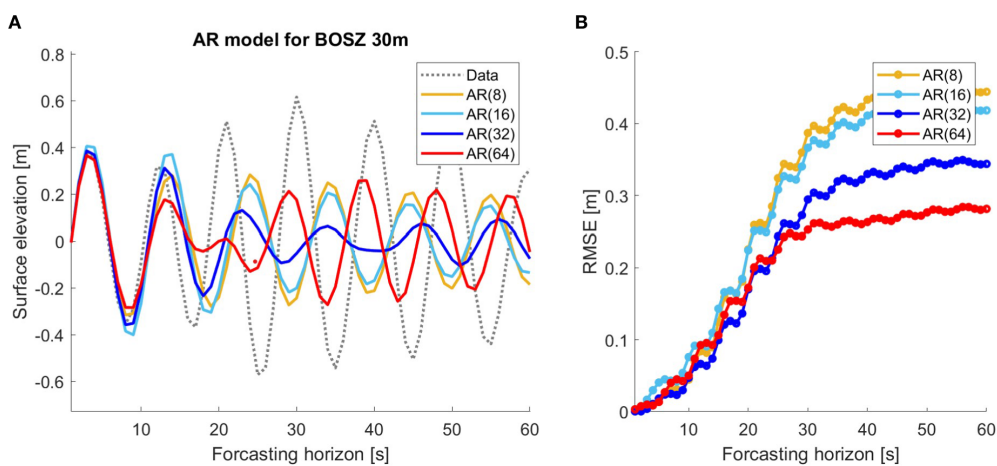 A
AR model for BOSZ 30m
0.8
0.6
0.4
0.2
0
-0.2
-0.4
-0.6
10
20
30
40
50
60
Surface elevation [m]
Forcasting horizon [s]
Data
AR(8)
AR(16)
AR(32)
AR(64)
B
0.5
0.4
0.3
0.2
0.1
0
10
20
30
40
50
60
RMSE [m]
Forcasting horizon [s]
AR(8)
AR(16)
AR(32)
AR(64)